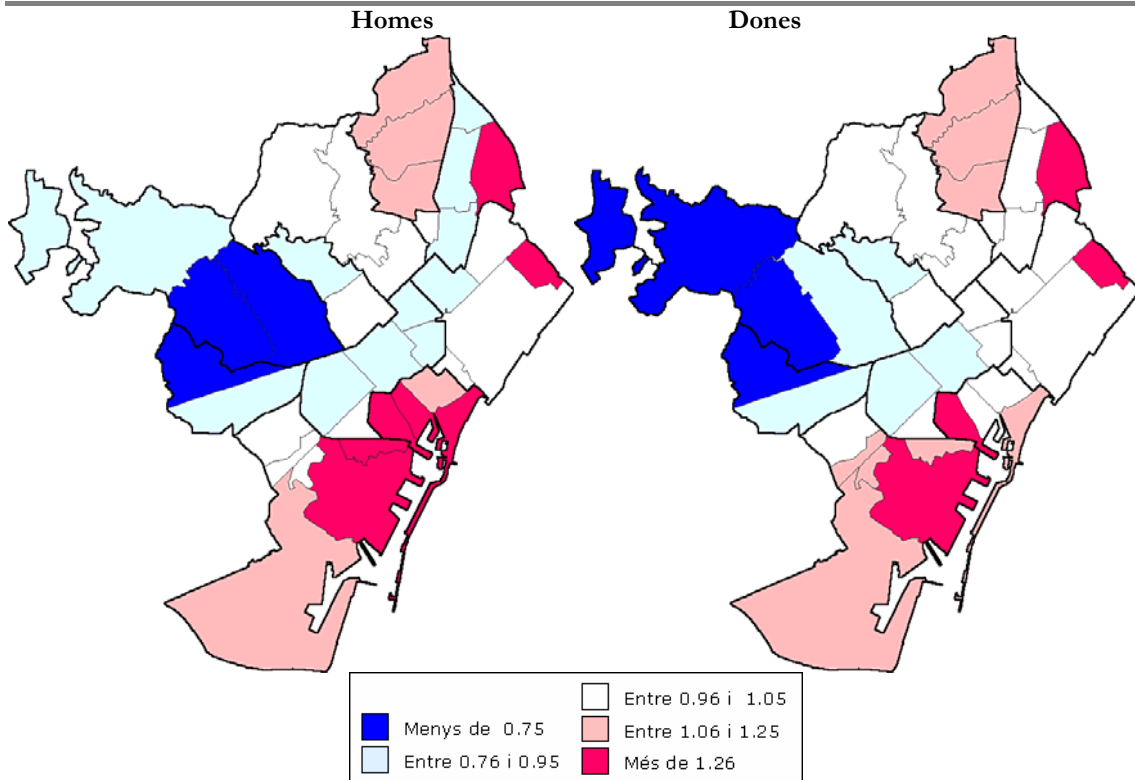 Homes
Dones
Menys de 0.75
Entre 0.76 i 0.95
Entre 0.96 i 1.05
Entre 1.06 i 1.25
Més de 1.26